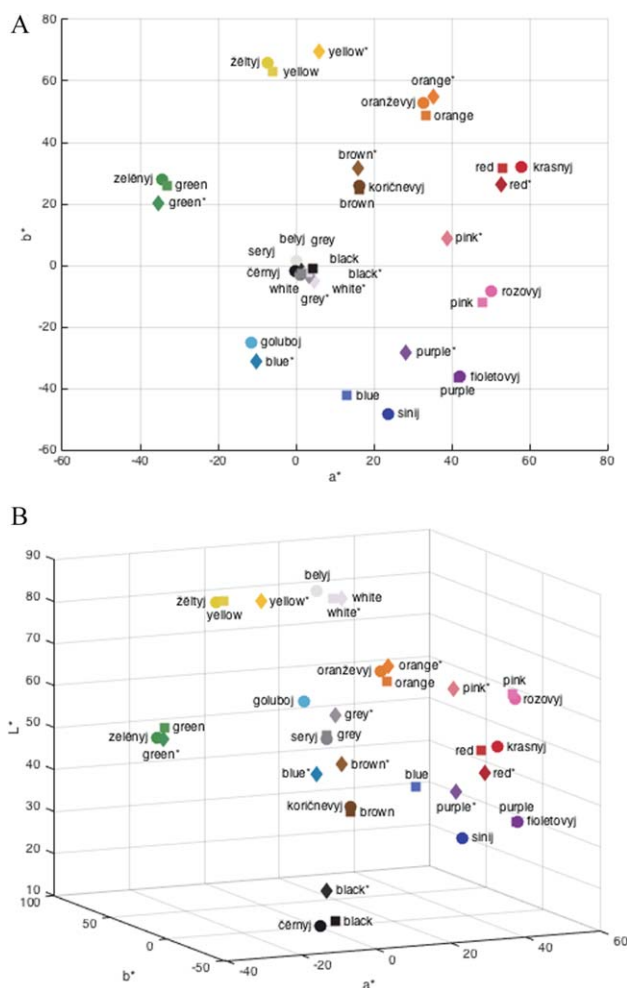 A
80
60
40
20
0
-20
-40
-60
b*
-60
-40
-20
0
20
40
60
80
a*
yellow*
žëltyj
yellow
orange*
oranževyj
orange
brown*
koričnevyj
brown
red
krasnyj
red*
zelënyj
green
green*
pink*
belyj
grey
seryj
black
čërnyj
black*
white
white*
grey*
rozovyj
pink
goluboj
blue*
purple*
fioletovyj
purple
blue
sinij
B
90
80
70
60
50
40
30
20
10
L*
100
50
0
-50
b*
-40
-20
0
20
40
60
a*
belyj
žëltyj
yellow*
white
yellow
white*
oranževyj
orange*
orange
pink
pink*
rozovyj
goluboj
grey*
green
zelënyj
seryj
grey
green*
red
krasnyj
blue*
brown*
red*
blue
purple*
koričnevyj
brown
purple
fioletovyj
sinij
black*
čërnyj
black